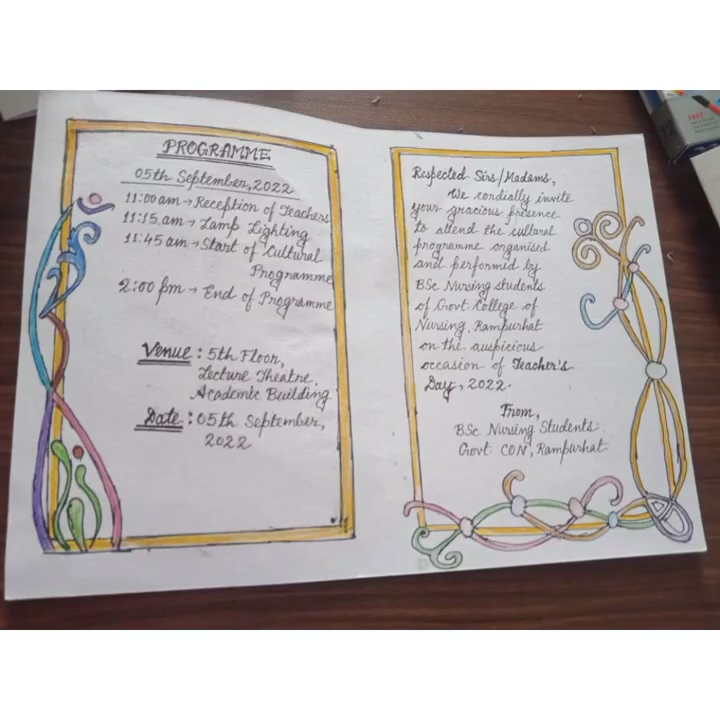 PROGRAMME
05th September, 2022
11:00 am → Reception of Teachers
11:15 am → Lamp Lighting
11:45 am → Start of Cultural
Programme
2:00 pm → End of Programme
Venue : 5th Floor,
Lecture Theatre,
Academic Building
Date : 05th September,
2022
Respected Sirs/Madams,
We cordially invite
your gracious presence
to attend the cultural
programme organised
and performed by
BSc Nursing students
of Govt College of
Nursing, Rampurhat
on the auspicious
occasion of Teacher's
Day, 2022.
From,
BSc. Nursing Students
Govt. CON, Rampurhat